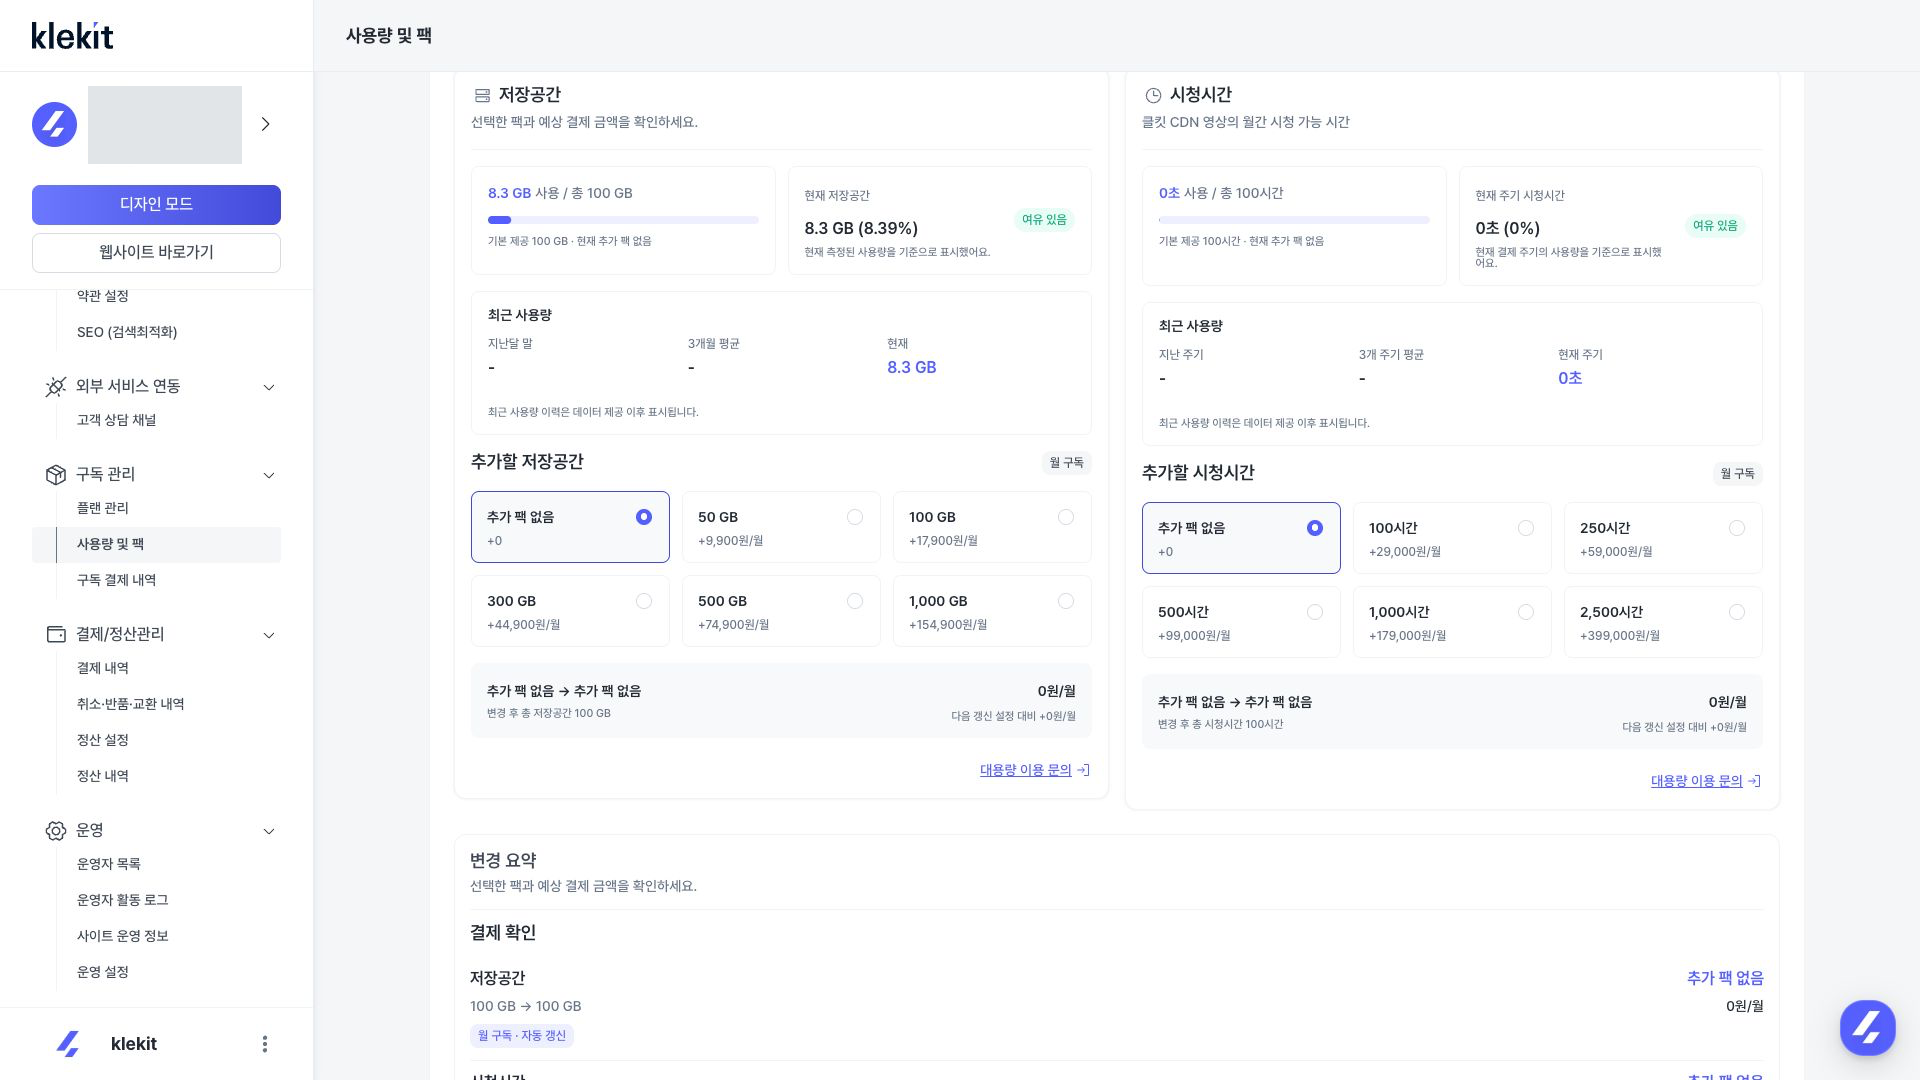 klekit
사용량 및 팩
디자인 모드
웹사이트 바로가기
약관 설정
SEO (검색최적화)
외부 서비스 연동
고객 상담 채널
구독 관리
플랜 관리
사용량 및 팩
구독 결제 내역
결제/정산관리
결제 내역
취소·반품·교환 내역
정산 설정
정산 내역
운영
운영자 목록
운영자 활동 로그
사이트 운영 정보
운영 설정
klekit
저장공간
선택한 팩과 예상 결제 금액을 확인하세요.
8.3 GB 사용 / 총 100 GB
기본 제공 100 GB · 현재 추가 팩 없음
현재 저장공간
8.3 GB (8.39%)
현재 측정된 사용량을 기준으로 표시했어요.
여유 있음
최근 사용량
지난달 말
-
3개월 평균
-
현재
8.3 GB
최근 사용량 이력은 데이터 제공 이후 표시됩니다.
추가할 저장공간
월 구독
추가 팩 없음
+0
50 GB
+9,900원/월
100 GB
+17,900원/월
300 GB
+44,900원/월
500 GB
+74,900원/월
1,000 GB
+154,900원/월
추가 팩 없음 → 추가 팩 없음
변경 후 총 저장공간 100 GB
0원/월
다음 갱신 설정 대비 +0원/월
대용량 이용 문의
시청시간
클킷 CDN 영상의 월간 시청 가능 시간
0초 사용 / 총 100시간
기본 제공 100시간 · 현재 추가 팩 없음
현재 주기 시청시간
0초 (0%)
현재 결제 주기의 사용량을 기준으로 표시했
어요.
여유 있음
최근 사용량
지난 주기
-
3개 주기 평균
-
현재 주기
0초
최근 사용량 이력은 데이터 제공 이후 표시됩니다.
추가할 시청시간
월 구독
추가 팩 없음
+0
100시간
+29,000원/월
250시간
+59,000원/월
500시간
+99,000원/월
1,000시간
+179,000원/월
2,500시간
+399,000원/월
추가 팩 없음 → 추가 팩 없음
변경 후 총 시청시간 100시간
0원/월
다음 갱신 설정 대비 +0원/월
대용량 이용 문의
변경 요약
선택한 팩과 예상 결제 금액을 확인하세요.
결제 확인
저장공간
추가 팩 없음
100 GB → 100 GB
0원/월
월 구독 · 자동 갱신
시청시간
추가 팩 없음